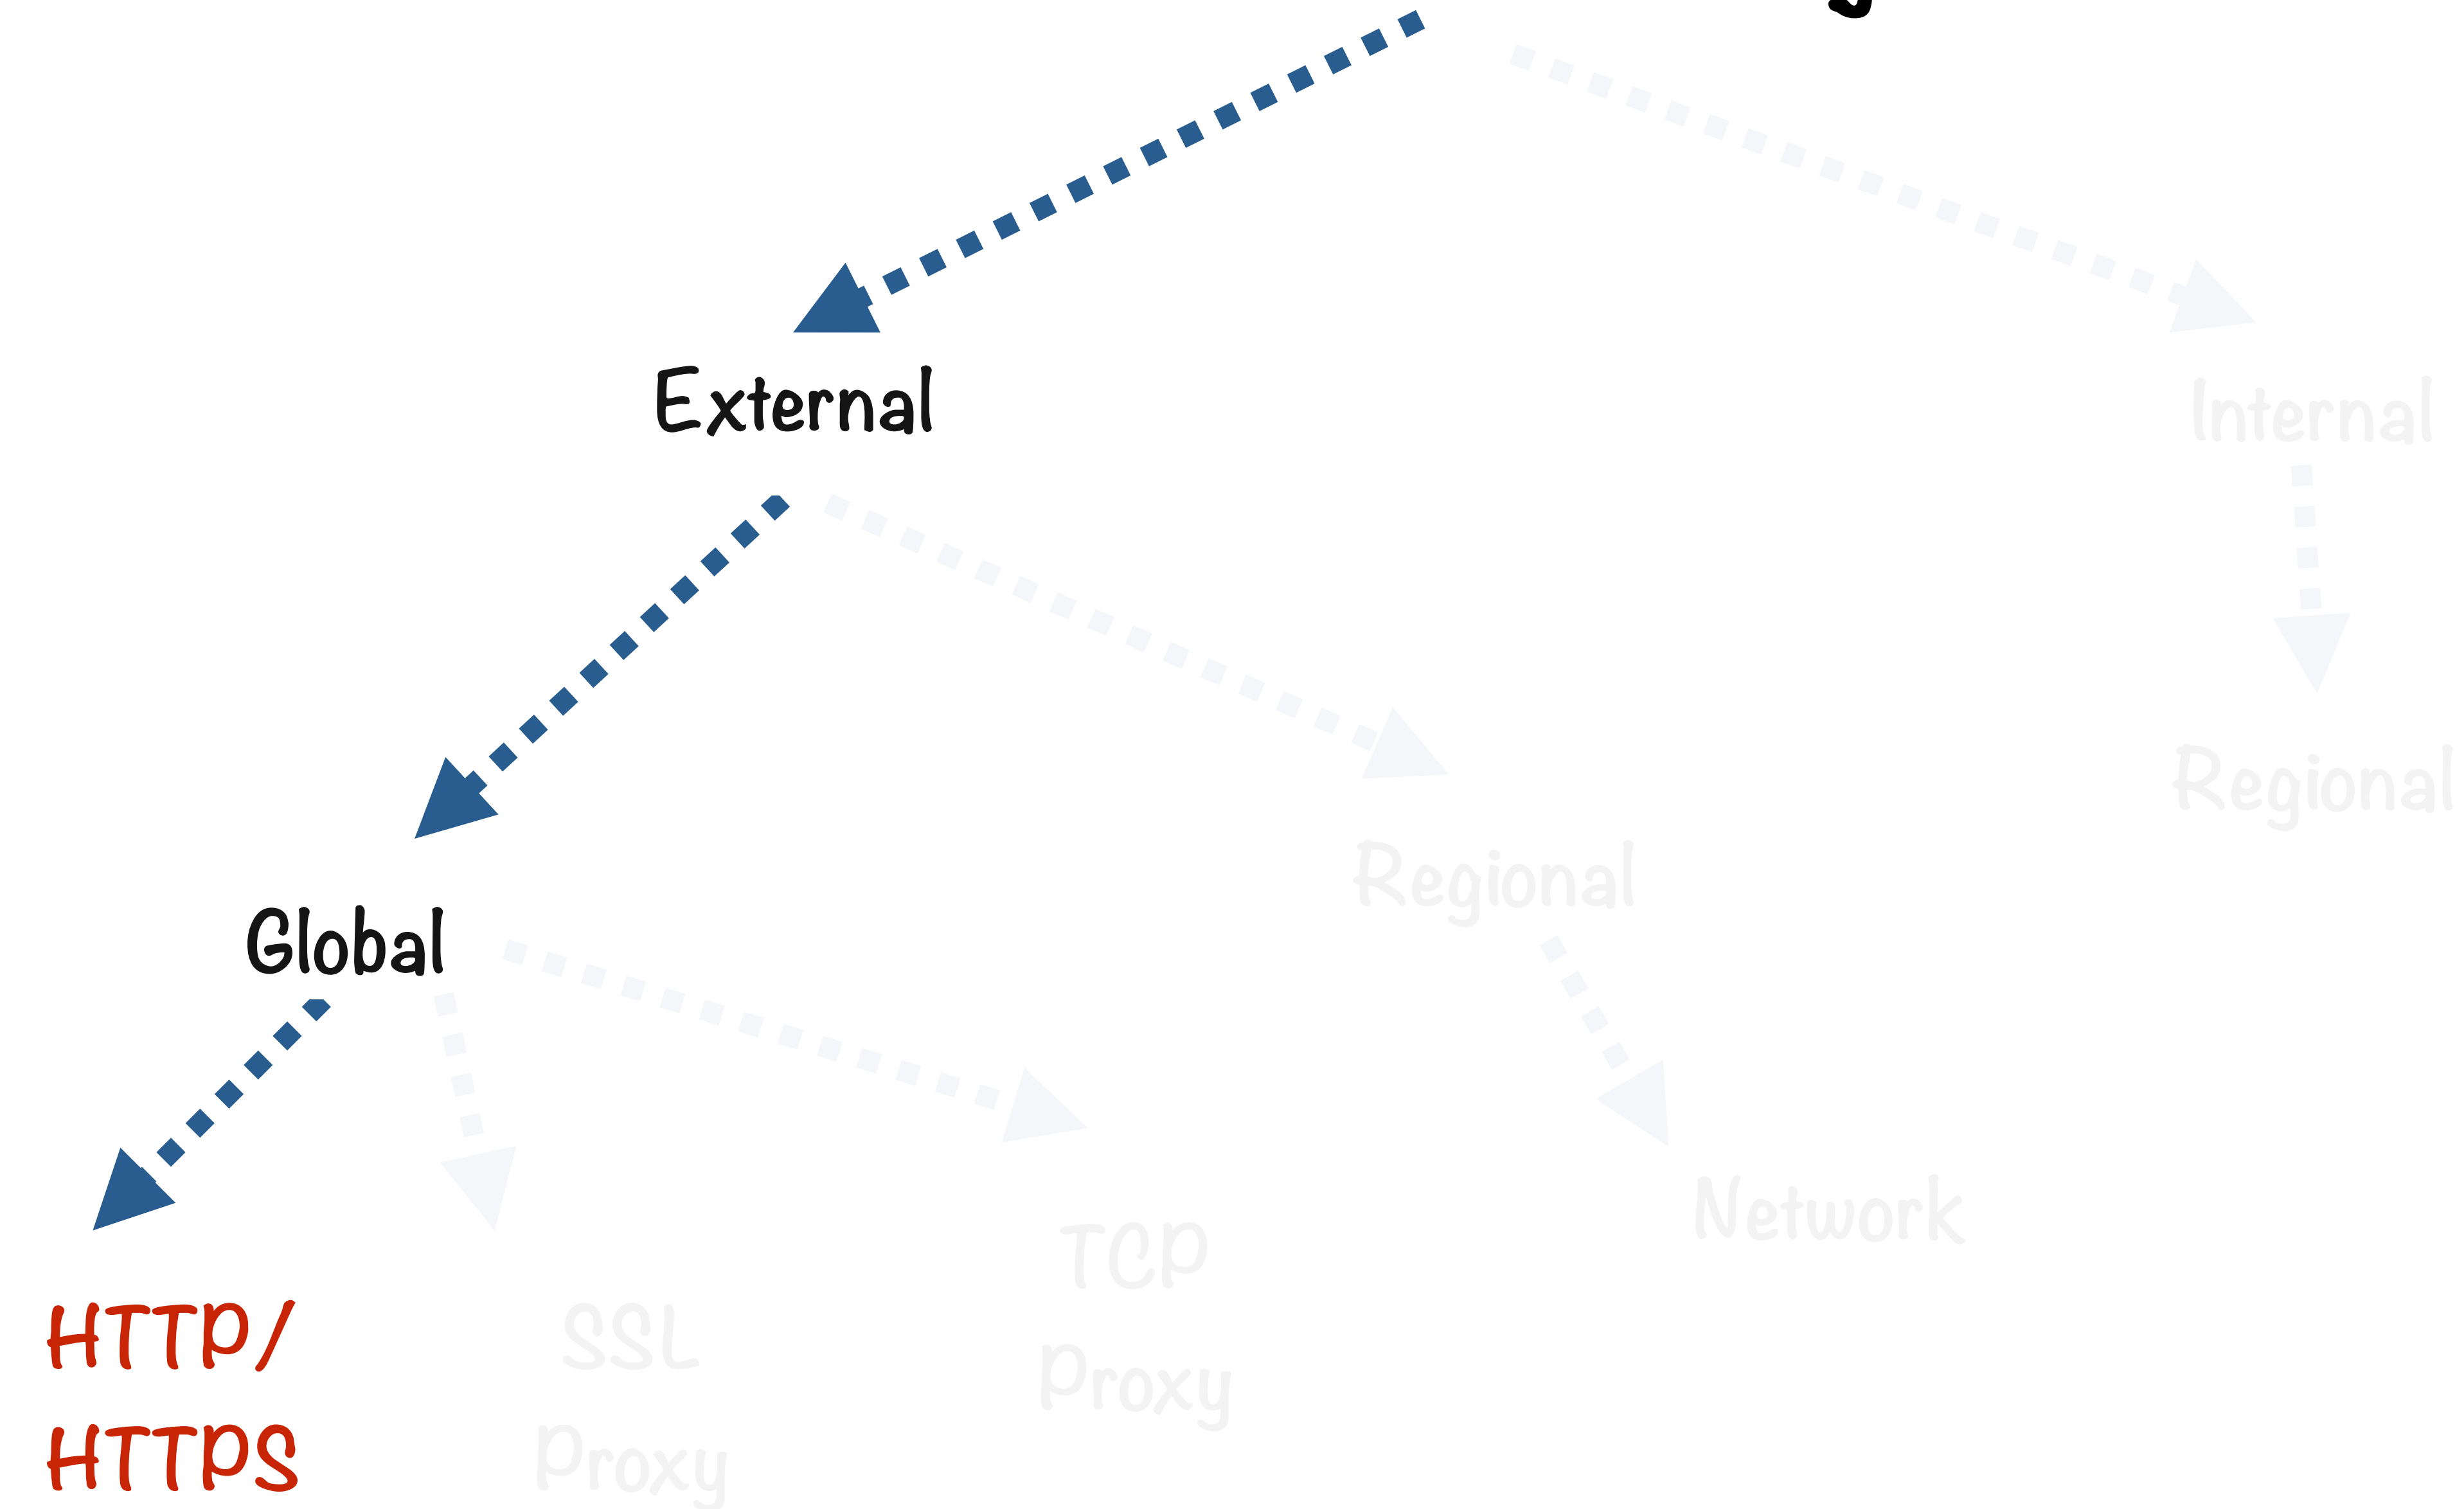 External
Internal
Regional
Regional
Global
Network
TCP
Proxy
HTTP/
HTTPS
SSL
Proxy